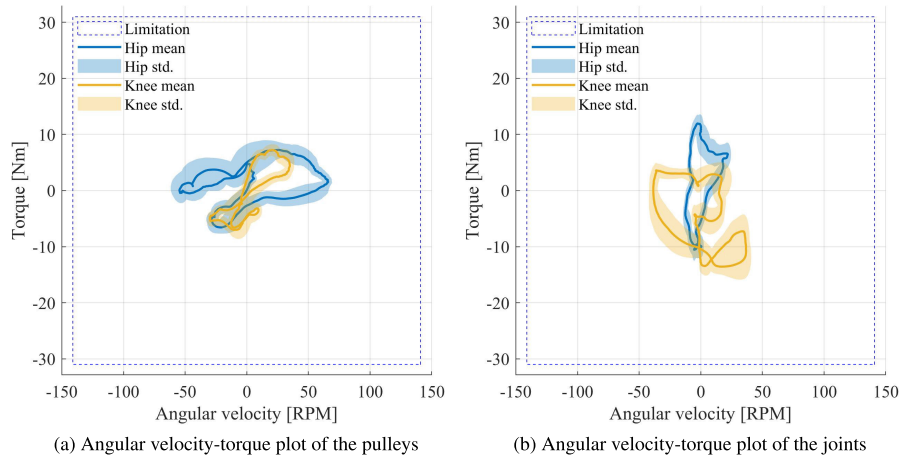 Limitation
Hip mean
Hip std.
Knee mean
Knee std.
30
20
10
0
-10
-20
-30
Torque [Nm]
-150 -100 -50 0 50 100 150
Angular velocity [RPM]
(a) Angular velocity-torque plot of the pulleys
Limitation
Hip mean
Hip std.
Knee mean
Knee std.
30
20
10
0
-10
-20
-30
Torque [Nm]
-150 -100 -50 0 50 100 150
Angular velocity [RPM]
(b) Angular velocity-torque plot of the joints